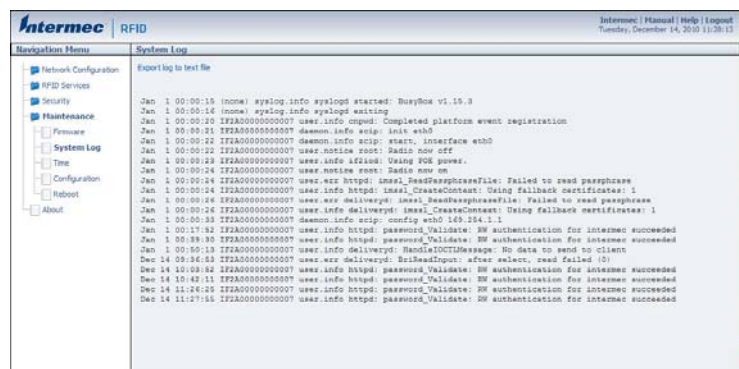 Intermec | RFID
Intermec | Manual | Help | Logout
Tuesday, December 14, 2010 11:28:13
Navigation Menu
System Log
Network Configuration
RFID Services
Security
Maintenance
Firmware
System Log
Time
Configuration
Reboot
About
Export log to text file
Jan 1 00:00:15 (none) syslog.info syslogd started: BusyBox v1.15.3
Jan 1 00:00:16 (none) syslog.info syslogd exiting
Jan 1 00:00:20 IF2A00000000007 user.info cnpwd: Completed platform event registration
Jan 1 00:00:21 IF2A00000000007 daemon.info zcip: init eth0
Jan 1 00:00:22 IF2A00000000007 daemon.info zcip: start, interface eth0
Jan 1 00:00:22 IF2A00000000007 user.notice root: Radio now off
Jan 1 00:00:23 IF2A00000000007 user.info if2iod: Using POE power.
Jan 1 00:00:24 IF2A00000000007 user.notice root: Radio now on
Jan 1 00:00:24 IF2A00000000007 user.err httpd: imssl_ReadPassphraseFile: Failed to read passphrase
Jan 1 00:00:24 IF2A00000000007 user.info httpd: imssl_CreateContext: Using fallback certificates: 1
Jan 1 00:00:26 IF2A00000000007 user.err deliveryd: imssl_ReadPassphraseFile: Failed to read passphrase
Jan 1 00:00:26 IF2A00000000007 user.info deliveryd: imssl_CreateContext: Using fallback certificates: 1
Jan 1 00:00:33 IF2A00000000007 daemon.info zcip: config eth0 169.254.1.1
Jan 1 00:17:52 IF2A00000000007 user.info httpd: password_Validate: RW authentication for intermec succeeded
Jan 1 00:39:30 IF2A00000000007 user.info httpd: password_Validate: RW authentication for intermec succeeded
Jan 1 00:50:13 IF2A00000000007 user.info deliveryd: HandleIOCTLMessage: No data to send to client
Dec 14 09:36:53 IF2A00000000007 user.err deliveryd: BriReadInput: after select, read failed (0)
Dec 14 10:03:52 IF2A00000000007 user.info httpd: password_Validate: RW authentication for intermec succeeded
Dec 14 10:42:11 IF2A00000000007 user.info httpd: password_Validate: RW authentication for intermec succeeded
Dec 14 11:26:25 IF2A00000000007 user.info httpd: password_Validate: RW authentication for intermec succeeded
Dec 14 11:27:55 IF2A00000000007 user.info httpd: password_Validate: RW authentication for intermec succeeded